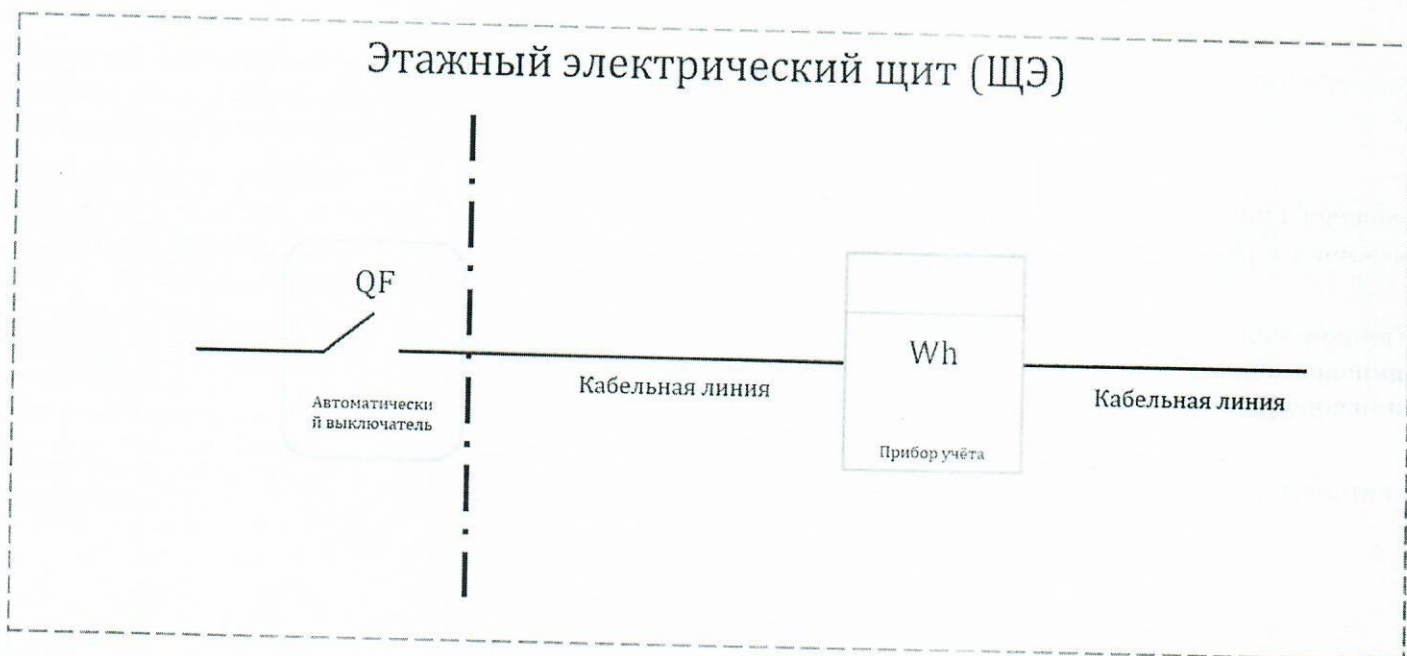 Этажный электрический щит (ЩЭ)
QF
Автоматически
й выключатель
Кабельная линия
Wh
Прибор учёта
Кабельная линия